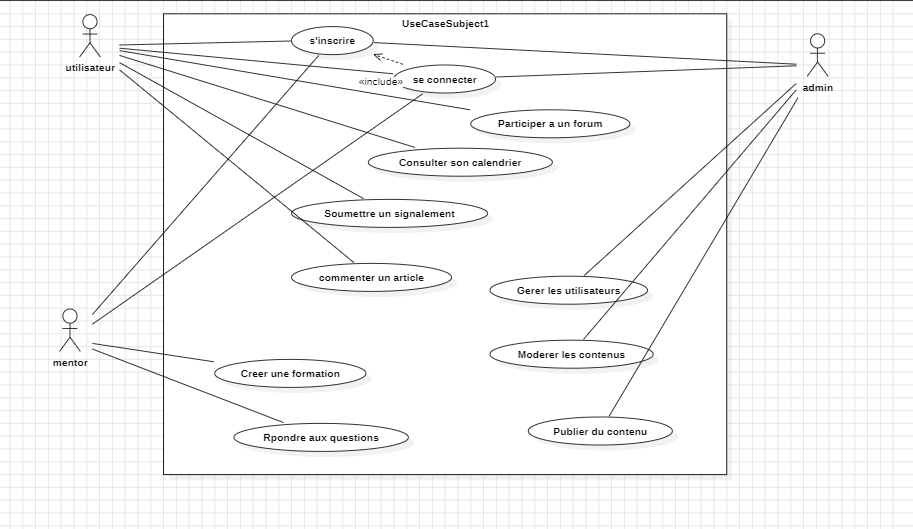 UseCaseSubject1
utilisateur
s'inscrire
admin
«include»
se connecter
Participer a un forum
Consulter son calendrier
Soumettre un signalement
commenter un article
Gerer les utilisateurs
mentor
Moderer les contenus
Creer une formation
Rpondre aux questions
Publier du contenu